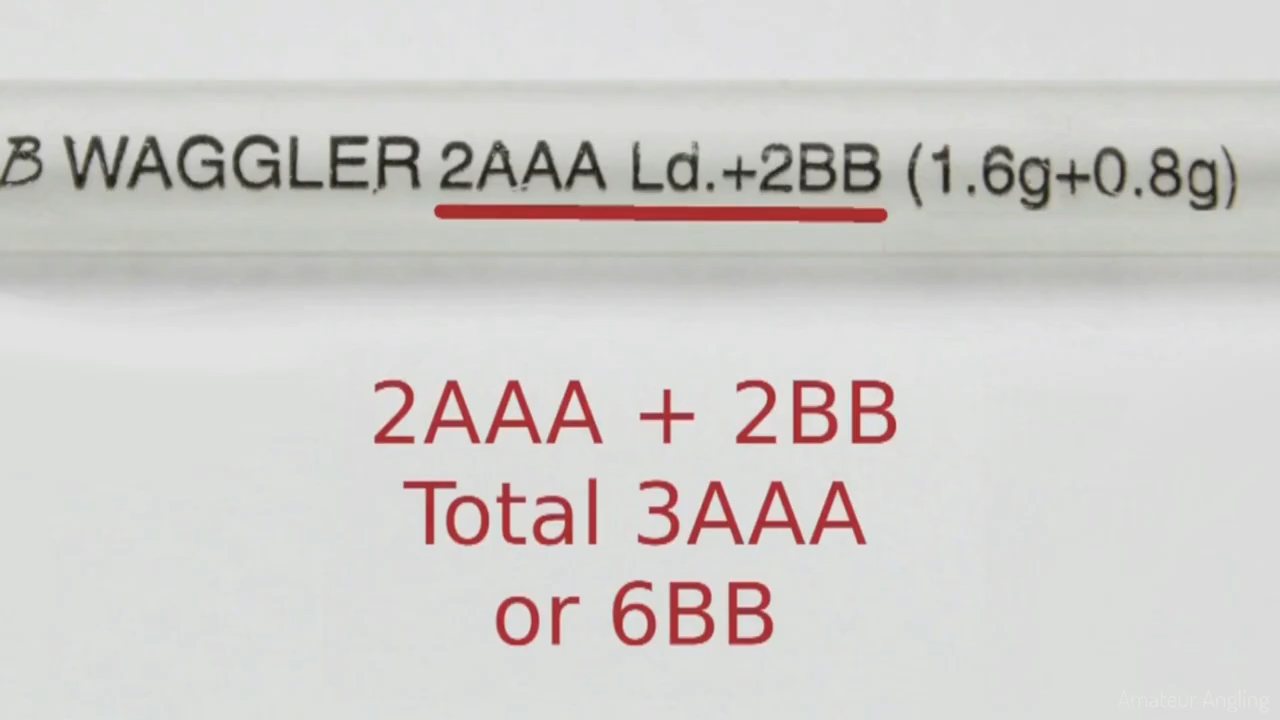 B WAGGLER 2AAA Ld.+2BB (1.6g+0.8g)
2AAA + 2BB
Total 3AAA
or 6BB
Amateur Angling